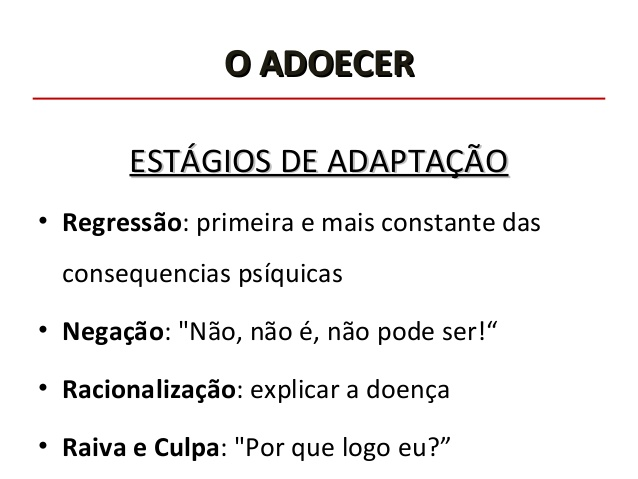 O ADOECER
ESTÁGIOS DE ADAPTAÇÃO
• Regressão: primeira e mais constante das
consequencias psíquicas
• Negação: "Não, não é, não pode ser!“
• Racionalização: explicar a doença
• Raiva e Culpa: "Por que logo eu?”